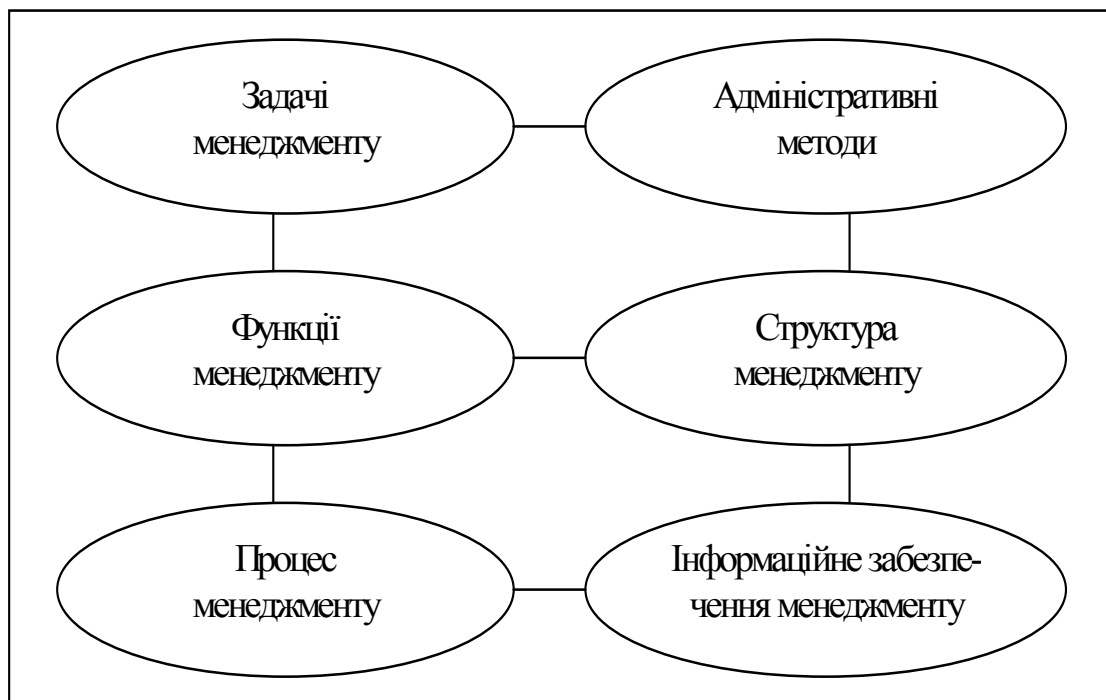 Задачі
менеджменту
Адміністративні
методи
Функції
менеджменту
Структура
менеджменту
Процес
менеджменту
Інформаційне забезпе-
чення менеджменту